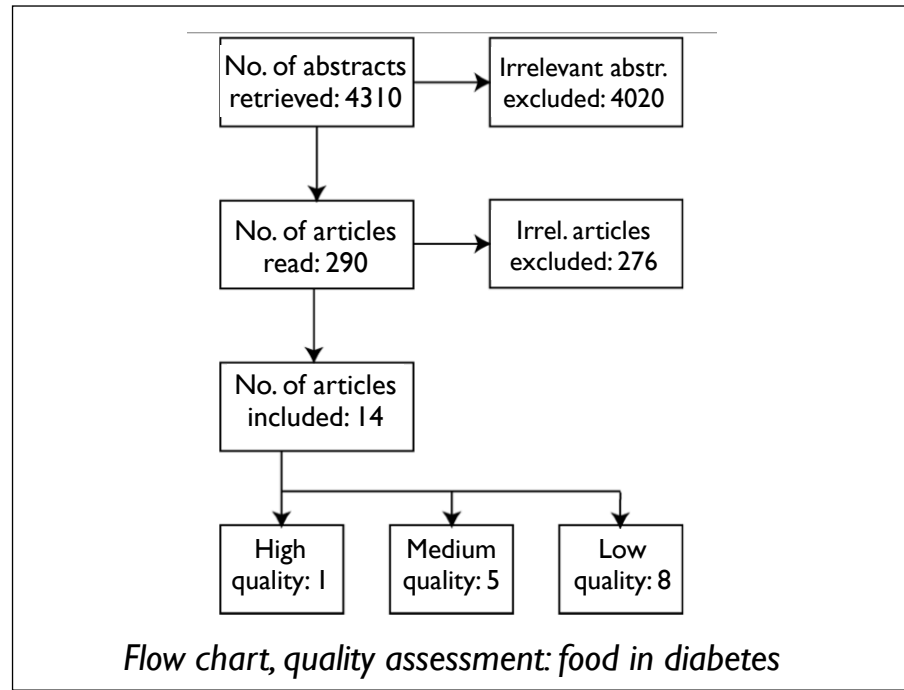 No. of abstracts
retrieved: 4310
Irrelevant abstr.
excluded: 4020
No. of articles
read: 290
Irrel. articles
excluded: 276
No. of articles
included: 14
High
quality: 1
Medium
quality: 5
Low
quality: 8
Flow chart, quality assessment: food in diabetes